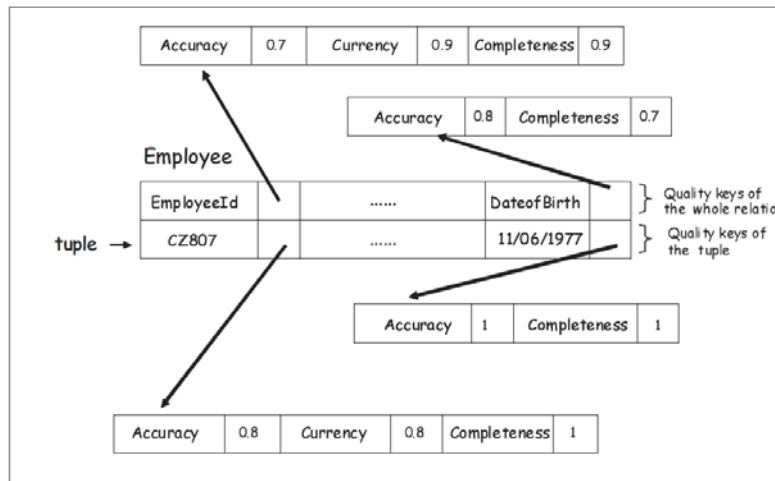 Accuracy 0.7 Currency 0.9 Completeness 0.9
Accuracy 0.8 Completeness 0.7
Employee
EmployeeId ...... DateofBirth
Quality keys of
the whole relatio
tuple CZ807 ...... 11/06/1977
Quality keys of
the tuple
Accuracy 1 Completeness 1
Accuracy 0.8 Currency 0.8 Completeness 1